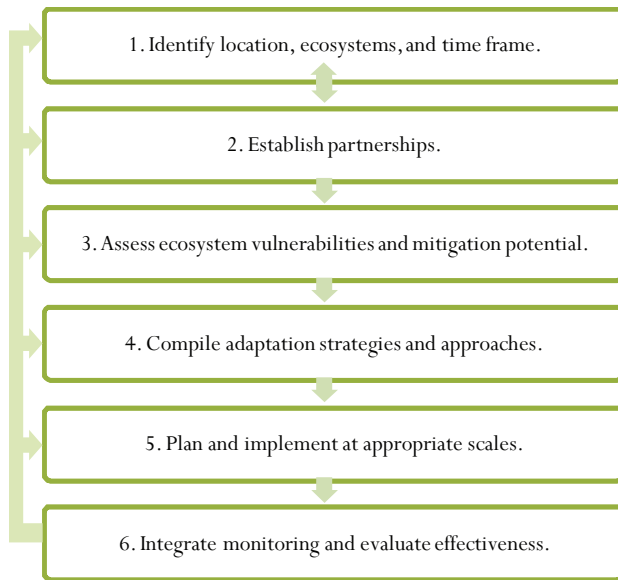 1. Identify location, ecosystems, and time frame.
2. Establish partnerships.
3. Assess ecosystem vulnerabilities and mitigation potential.
4. Compile adaptation strategies and approaches.
5. Plan and implement at appropriate scales.
6. Integrate monitoring and evaluate effectiveness.